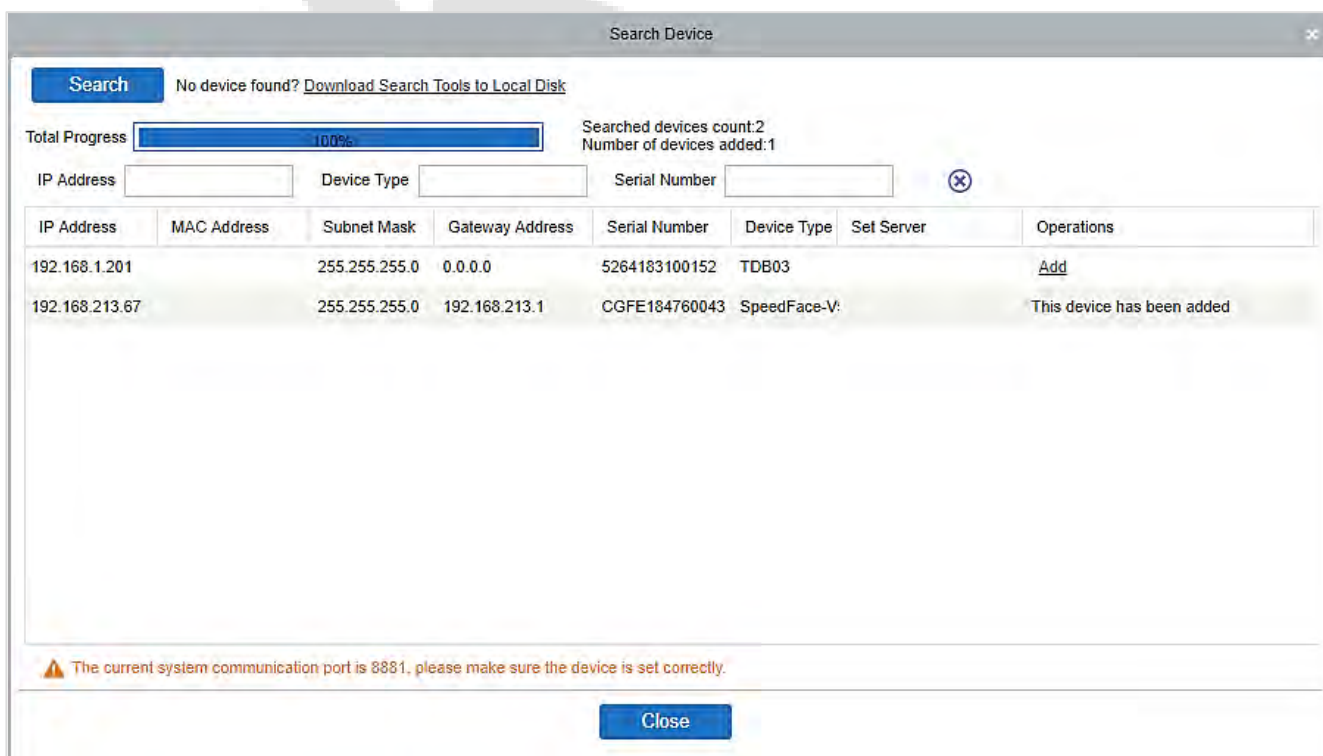 Search Device
Search No device found? Download Search Tools to Local Disk
Total Progress 100% Searched devices count:2
Number of devices added:1
IP Address Device Type Serial Number
IP Address MAC Address Subnet Mask Gateway Address Serial Number Device Type Set Server Operations
192.168.1.201 255.255.255.0 0.0.0.0 5264183100152 TDB03 Add
192.168.213.67 255.255.255.0 192.168.213.1 CGFE184760043 SpeedFace-V This device has been added
The current system communication port is 8881, please make sure the device is set correctly.
Close